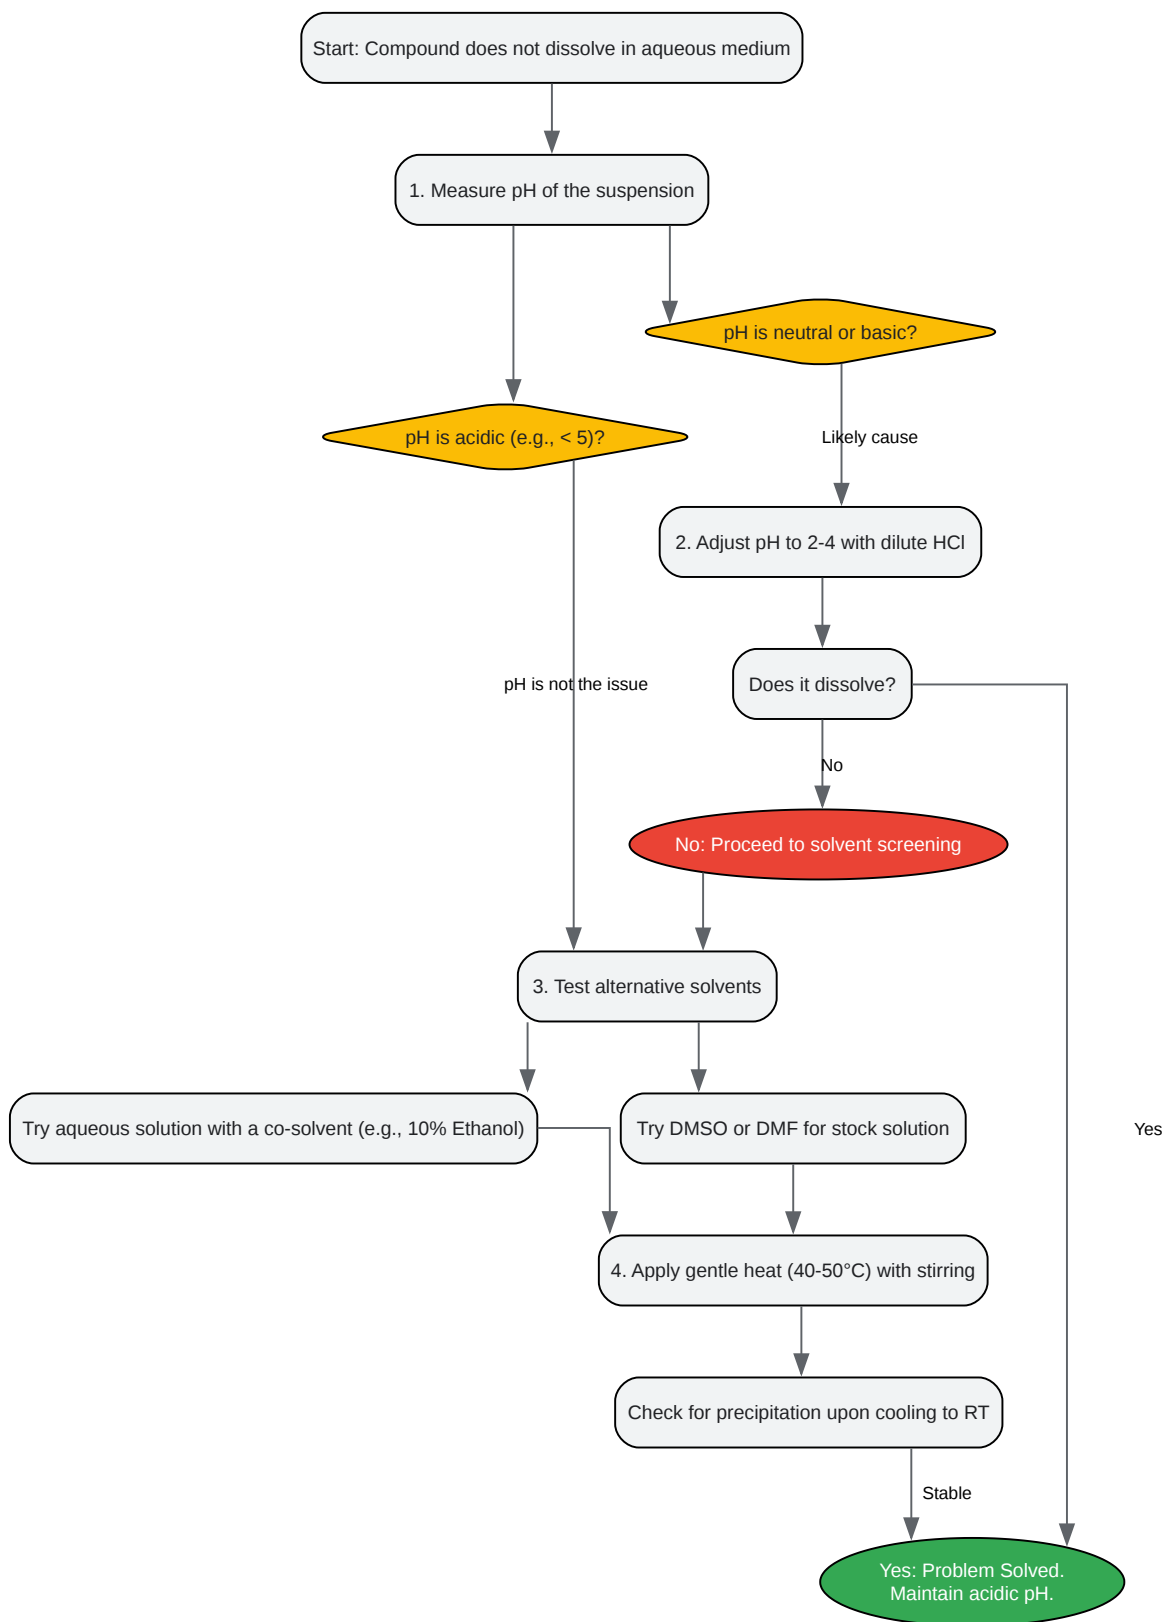 Start: Compound does not dissolve in aqueous medium
1. Measure pH of the suspension
pH is neutral or basic?
pH is acidic (e.g., < 5)?
Likely cause
2. Adjust pH to 2-4 with dilute HCl
Does it dissolve?
pH is not the issue
No
No: Proceed to solvent screening
3. Test alternative solvents
Try aqueous solution with a co-solvent (e.g., 10% Ethanol)
Try DMSO or DMF for stock solution
Yes
4. Apply gentle heat (40-50°C) with stirring
Check for precipitation upon cooling to RT
Stable
Yes: Problem Solved.
Maintain acidic pH.